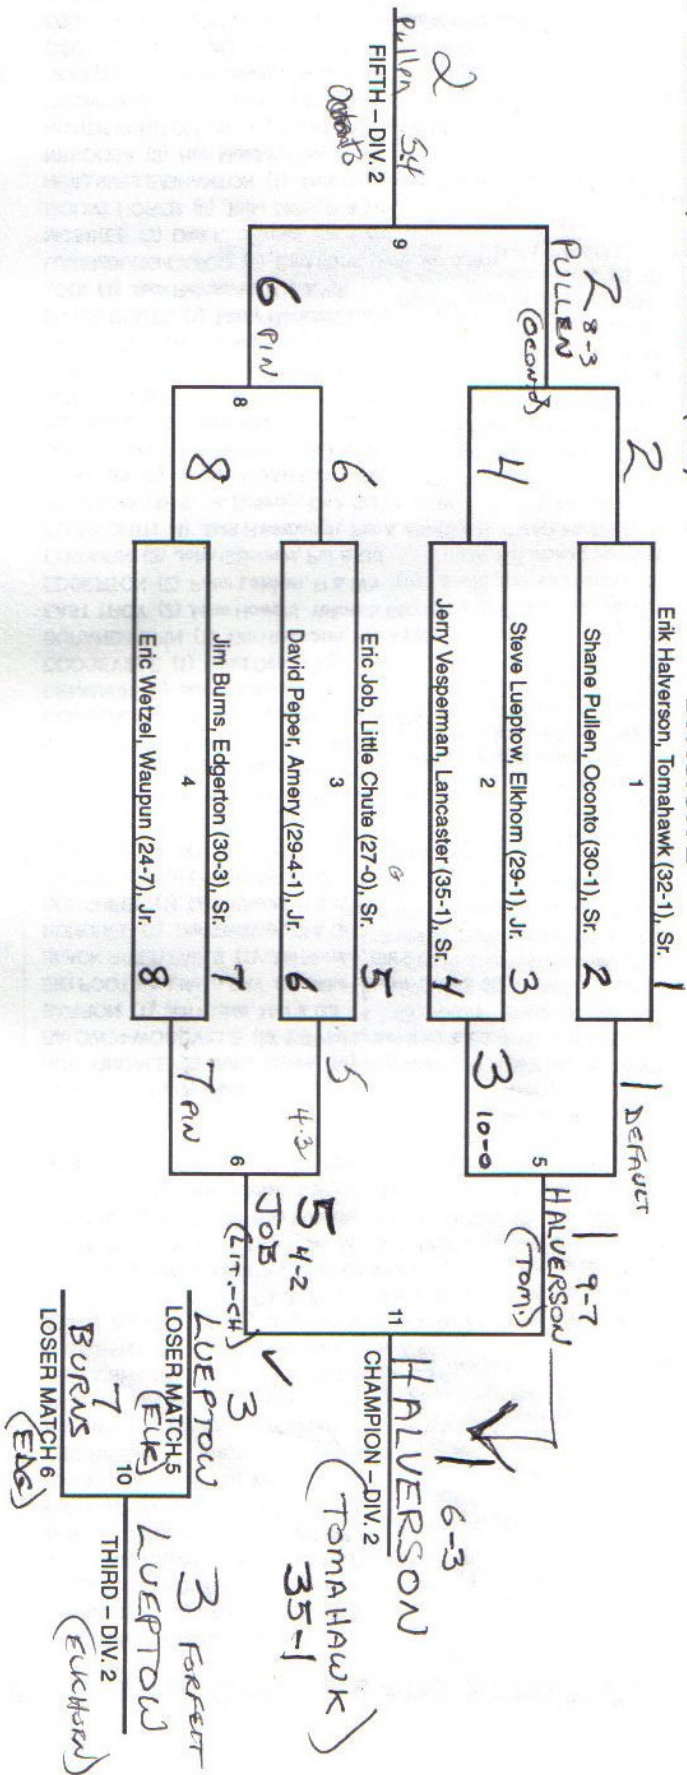 Erik Halverson, Tomahawk (32-1), Sr. 1
1
Shane Pullen, Oconto (30-1), Sr. 2
Steve Lueptow, Elkhorn (29-1), Jr. 3
2
Jerry Vesperman, Lancaster (35-1) Sr. 4
Eric Job, Little Chute (27-0), Sr. 5
3
David Peper, Amery (29-4-1), Jr. 6
Jim Burns, Edgerton (30-3), Sr. 7
4
Eric Wetzel, Waupun (24-7), Jr. 8
1 DEFAULT
5
3 10-0
5 4-3
6
7 PIN
1 9-7
HALVERSON
(TOM.)
11
5 4-2
JOB
(LIT.-CH)
1 6-3
HALVERSON
CHAMPION – DIV. 2
(TOMAHAWK)
35-1
3
LUEPTOW
LOSER MATCH 5
(ELK)
10
7
BURNS
LOSER MATCH 6
(EDG)
3 FORFEIT
LUEPTOW
THIRD – DIV. 2
(ELKHORN)
2
7
4
6
8
8
2 8-3
PULLEN
(OCON.)
9
6 PIN
2
Pullen 5-4
FIFTH – DIV. 2
Oconto